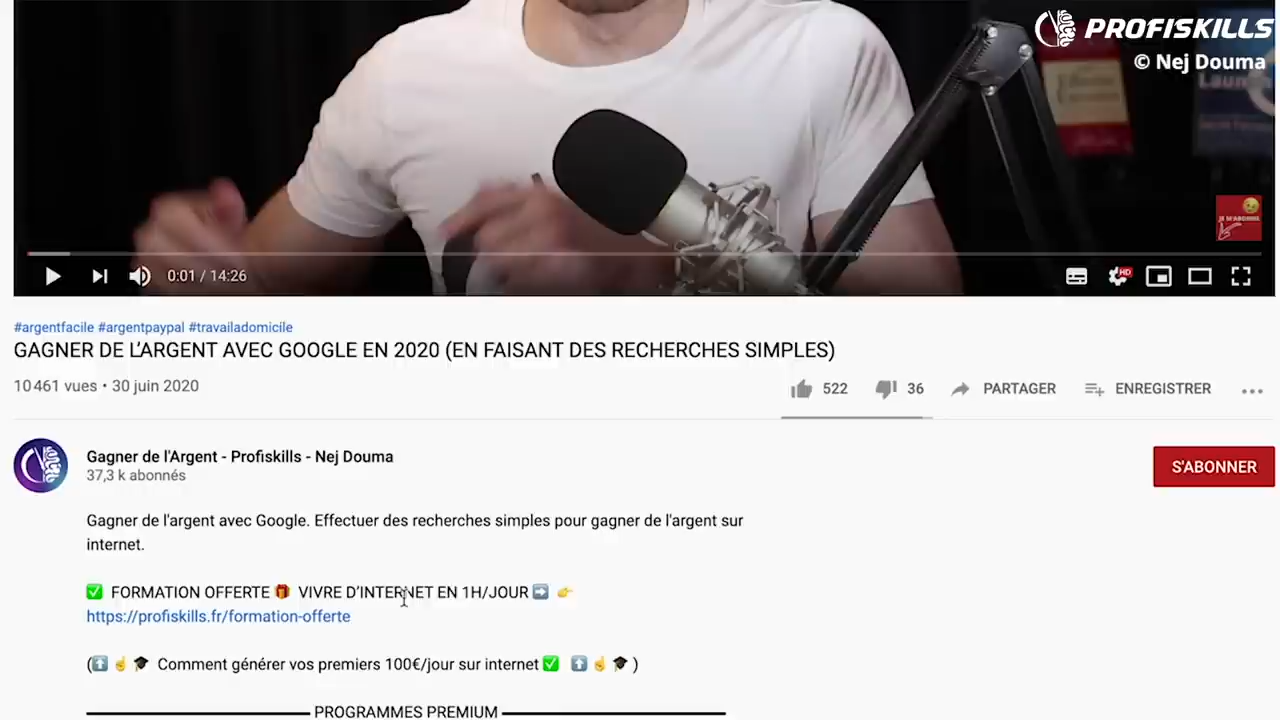 PROFISKILLS
© Nej Douma
JE M'ABONNE
HD
0:01 / 14:26
#argentfacile #argentpaypal #travailadomicile
GAGNER DE L'ARGENT AVEC GOOGLE EN 2020 (EN FAISANT DES RECHERCHES SIMPLES)
10 461 vues • 30 juin 2020
522
36
PARTAGER
ENREGISTRER
Gagner de l'Argent - Profiskills - Nej Douma
37,3 k abonnés
S'ABONNER
Gagner de l'argent avec Google. Effectuer des recherches simples pour gagner de l'argent sur
internet.
✅ FORMATION OFFERTE 🎁 VIVRE D'INTERNET EN 1H/JOUR ➡️ 👉
https://profiskills.fr/formation-offerte
(⬆️ ☝️ 🎓 Comment générer vos premiers 100€/jour sur internet ✅ ⬆️ ☝️ 🎓 )
PROGRAMMES PREMIUM